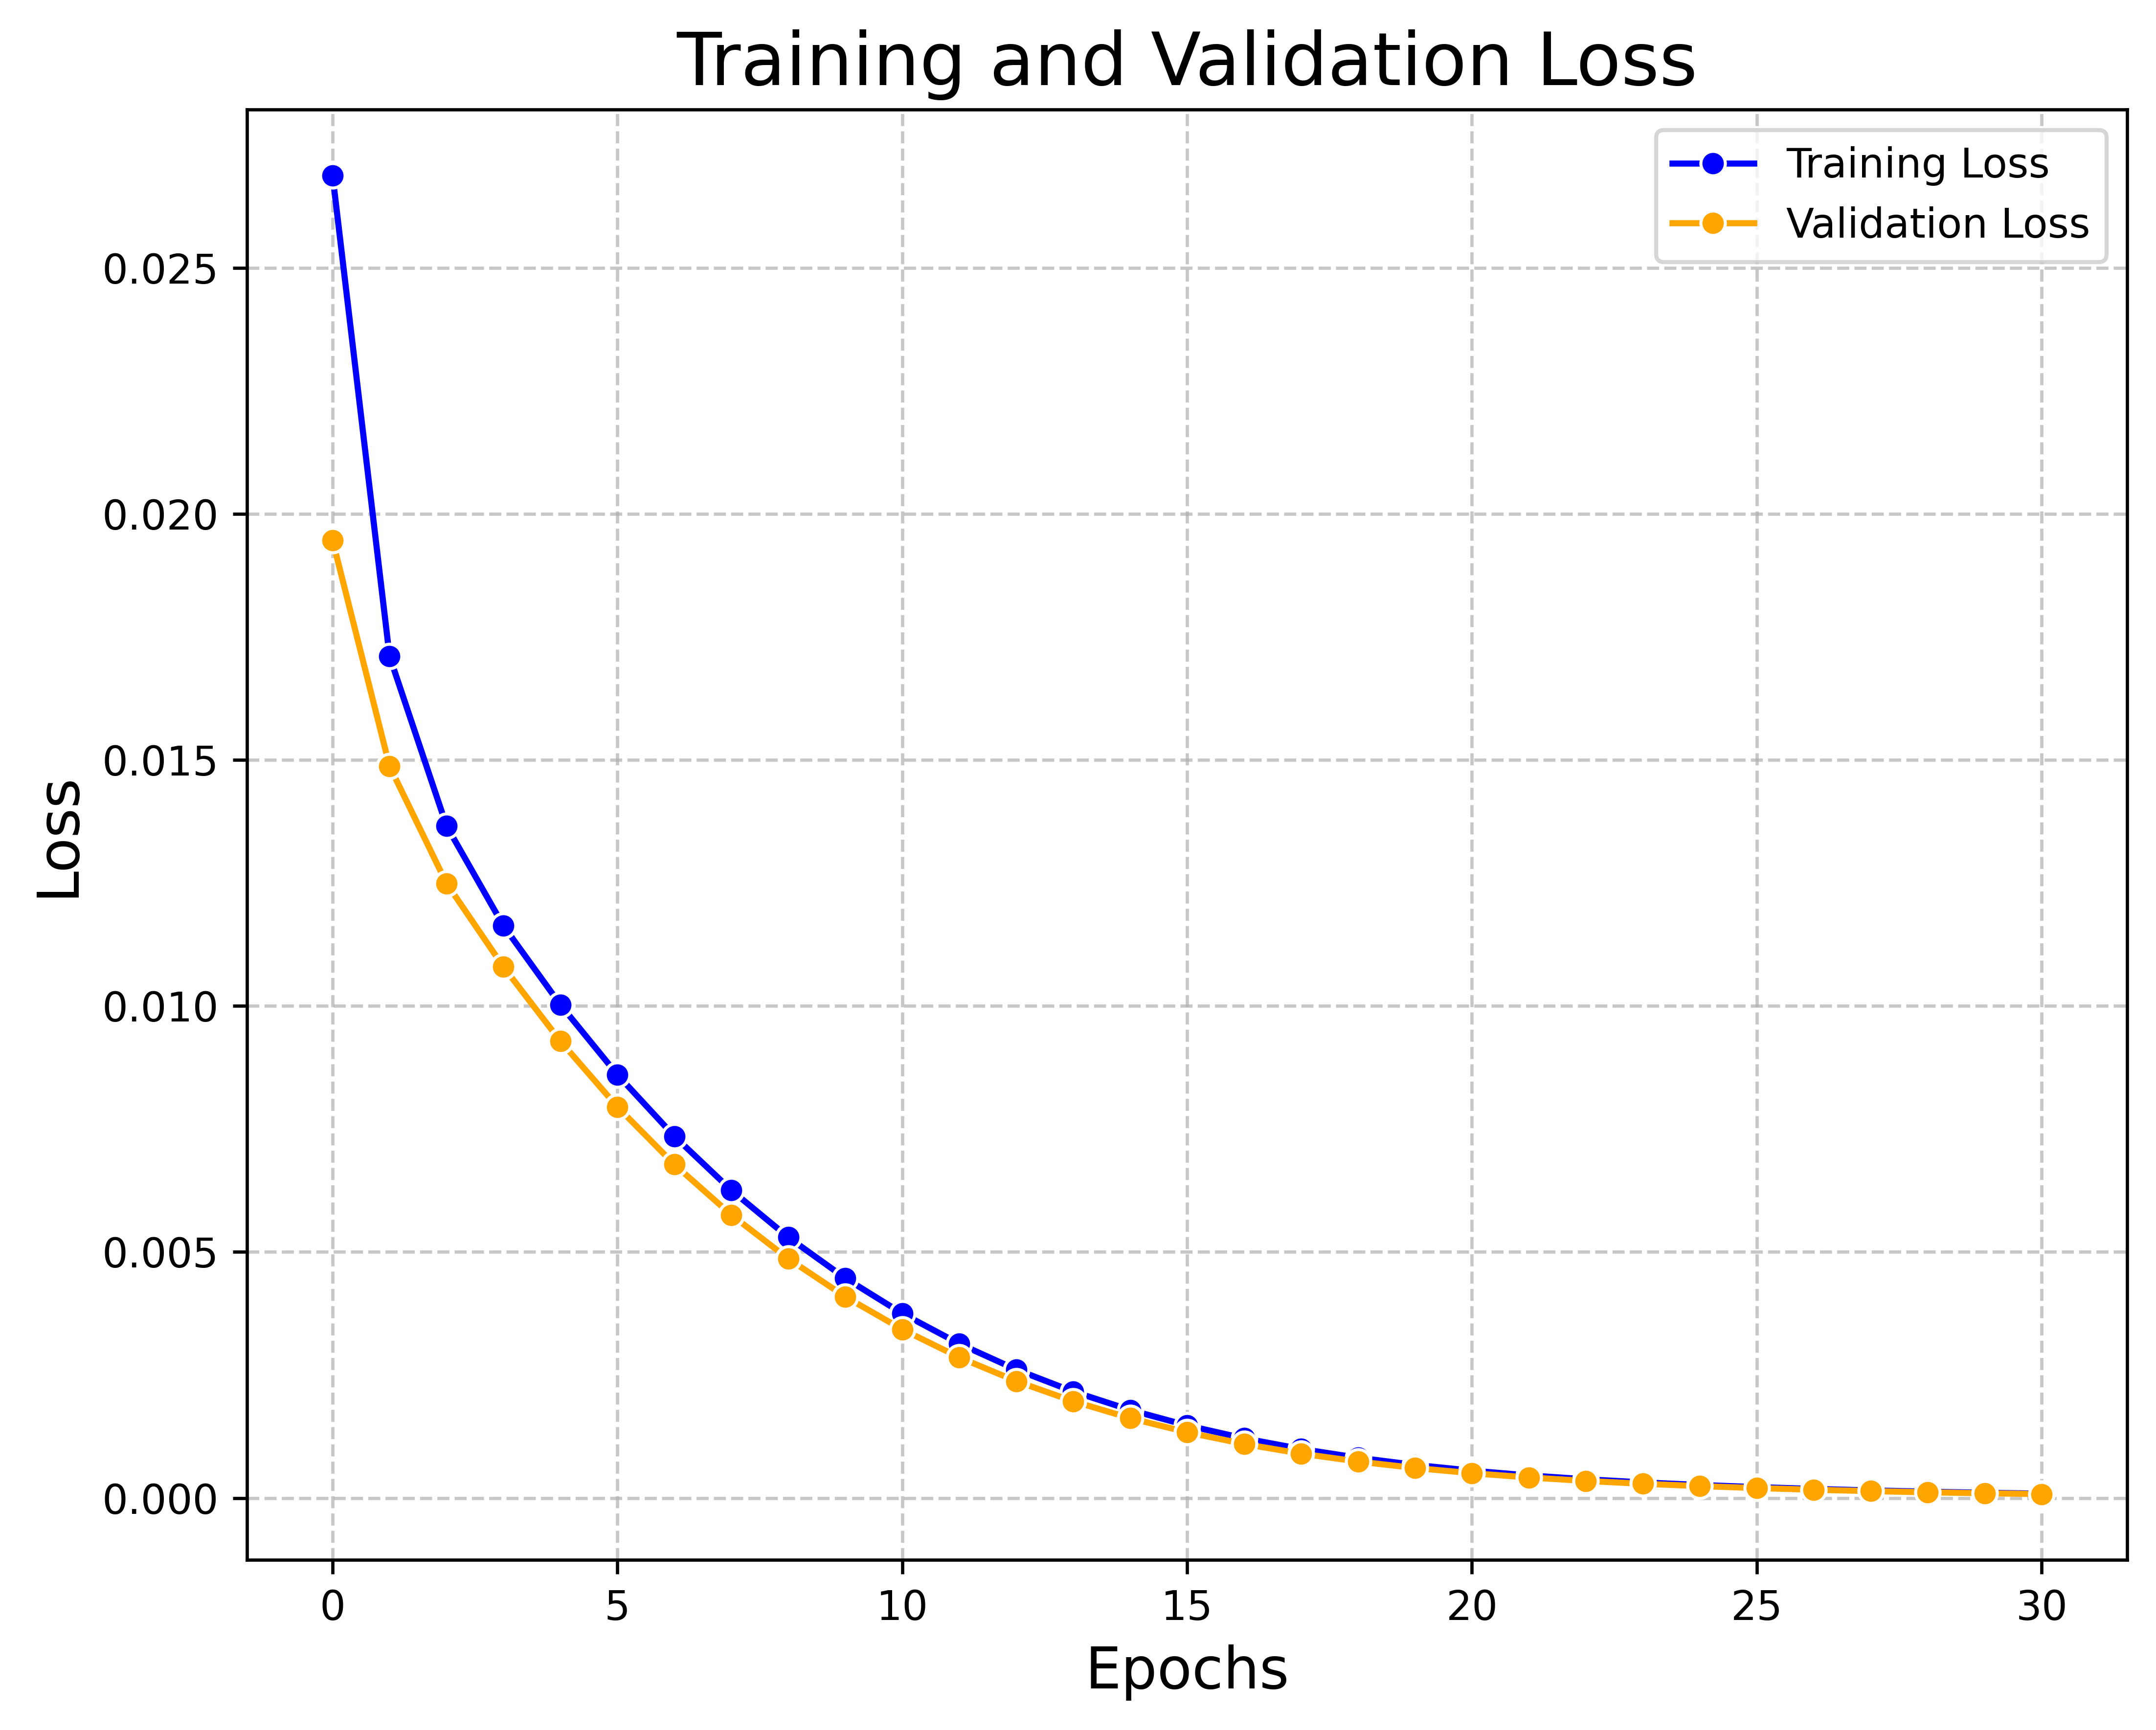 Training and Validation Loss
Training Loss
Validation Loss
0.025
0.020
0.015
0.010
0.005
0.000
Loss
0 5 10 15 20 25 30
Epochs